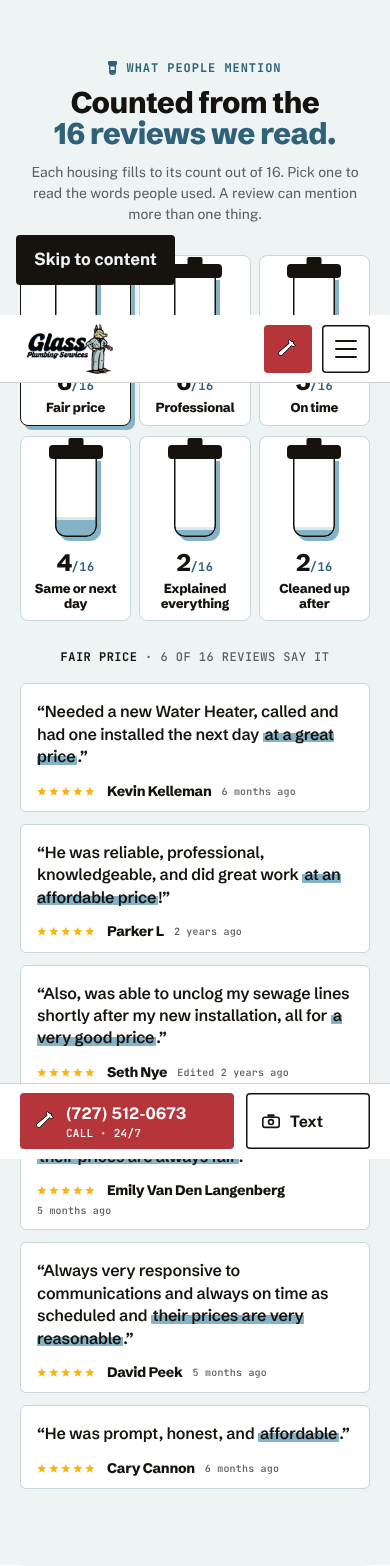 WHAT PEOPLE MENTION
Counted from the
16 reviews we read.
Each housing fills to its count out of 16. Pick one to
read the words people used. A review can mention
more than one thing.
Skip to content
Glass
Plumbing Services
/16
/16
/16
Fair price
Professional
On time
4/16
2/16
2/16
Same or next
day
Explained
everything
Cleaned up
after
FAIR PRICE · 6 OF 16 REVIEWS SAY IT
“Needed a new Water Heater, called and
had one installed the next day at a great
price.”
★★★★★ Kevin Kelleman 6 months ago
“He was reliable, professional,
knowledgeable, and did great work at an
affordable price!”
★★★★★ Parker L 2 years ago
“Also, was able to unclog my sewage lines
shortly after my new installation, all for a
very good price.”
★★★★★ Seth Nye Edited 2 years ago
(727) 512-0673
CALL · 24/7
Text
their prices are always fair.”
★★★★★ Emily Van Den Langenberg
5 months ago
“Always very responsive to
communications and always on time as
scheduled and their prices are very
reasonable.”
★★★★★ David Peek 5 months ago
“He was prompt, honest, and affordable.”
★★★★★ Cary Cannon 6 months ago